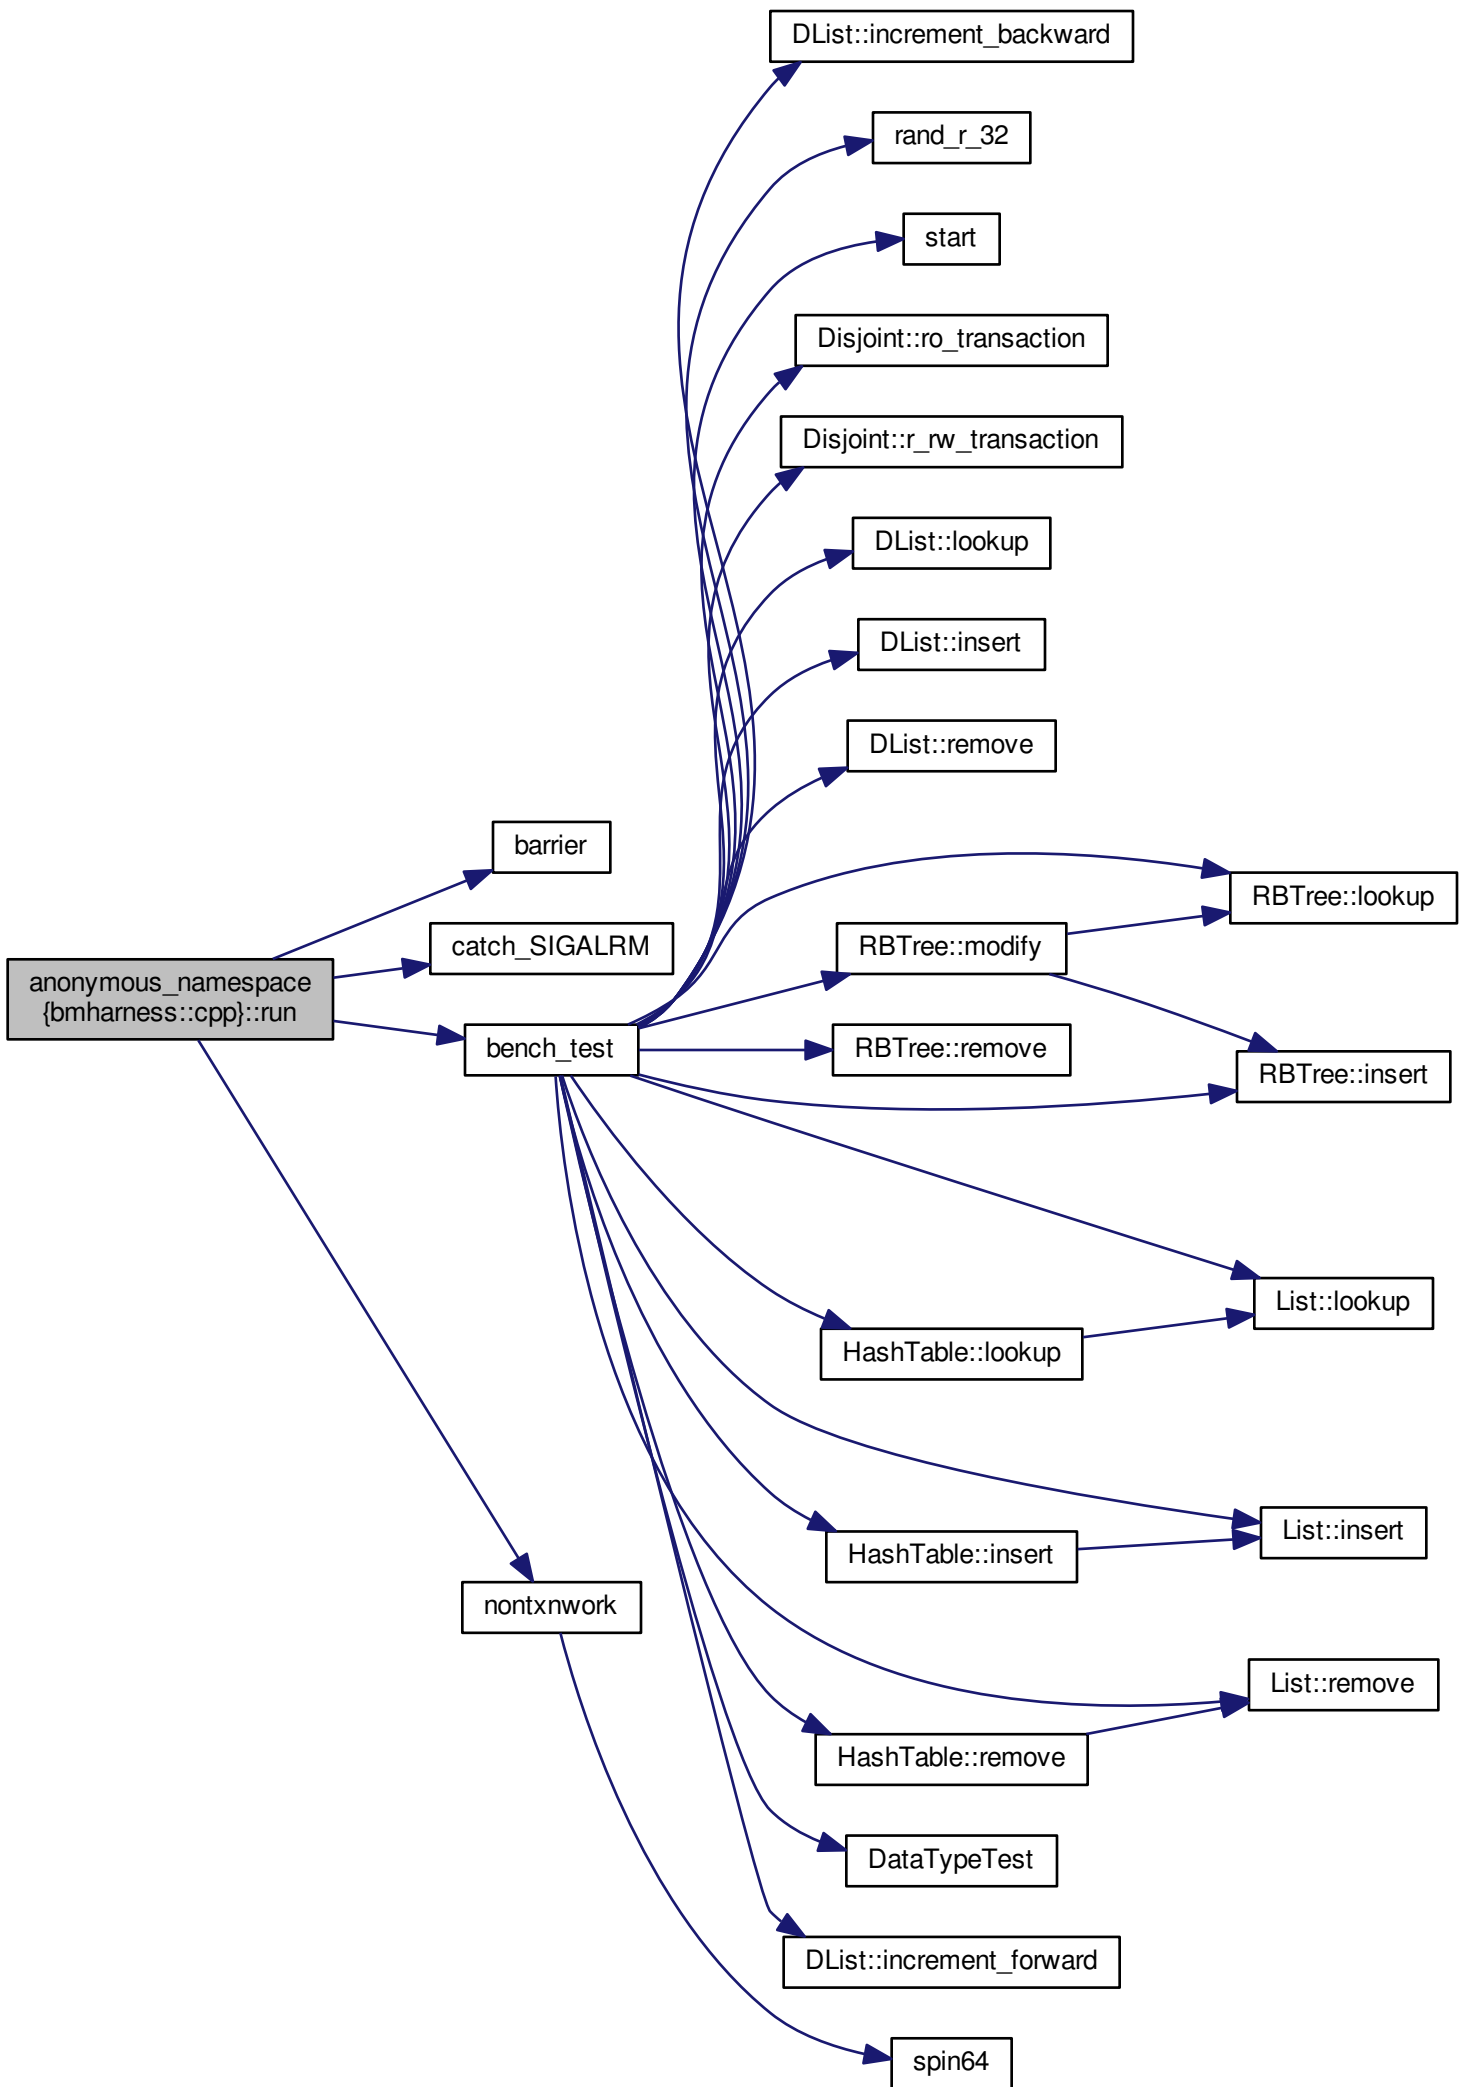 DList::increment_backward
rand_r_32
start
Disjoint::ro_transaction
Disjoint::r_rw_transaction
DList::lookup
DList::insert
DList::remove
barrier
RBTree::lookup
catch_SIGALRM
RBTree::modify
anonymous_namespace
{bmharness::cpp}::run
bench_test
RBTree::remove
RBTree::insert
List::lookup
HashTable::lookup
List::insert
HashTable::insert
nontxnwork
List::remove
HashTable::remove
DataTypeTest
DList::increment_forward
spin64